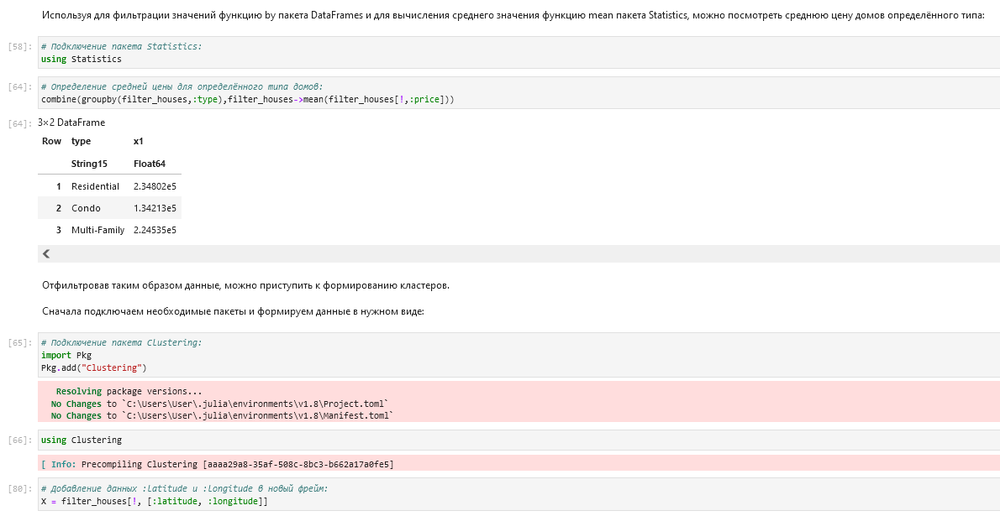 Используя для фильтрации значений функцию by пакета DataFrames и для вычисления среднего значения функцию mean пакета Statistics, можно посмотреть среднюю цену домов определённого типа:
[58]: # Подключение пакета Statistics:
using Statistics
[64]: # Определение средней цены для определённого типа домов:
combine(groupby(filter_houses,:type),filter_houses->mean(filter_houses[!,:price]))
[64]: 3×2 DataFrame
Row type x1
String15 Float64
1 Residential 2.34802e5
2 Condo 1.34213e5
3 Multi-Family 2.24535e5
Отфильтровав таким образом данные, можно приступить к формированию кластеров.
Сначала подключаем необходимые пакеты и формируем данные в нужном виде:
[65]: # Подключение пакета Clustering:
import Pkg
Pkg.add("Clustering")
Resolving package versions...
No Changes to `C:\Users\User\.julia\environments\v1.8\Project.toml`
No Changes to `C:\Users\User\.julia\environments\v1.8\Manifest.toml`
[66]: using Clustering
[ Info: Precompiling Clustering [aaaa29a8-35af-508c-8bc3-b662a17a0fe5]
[80]: # Добавление данных :latitude и :longitude в новый фрейм:
X = filter_houses[!, [:latitude, :longitude]]